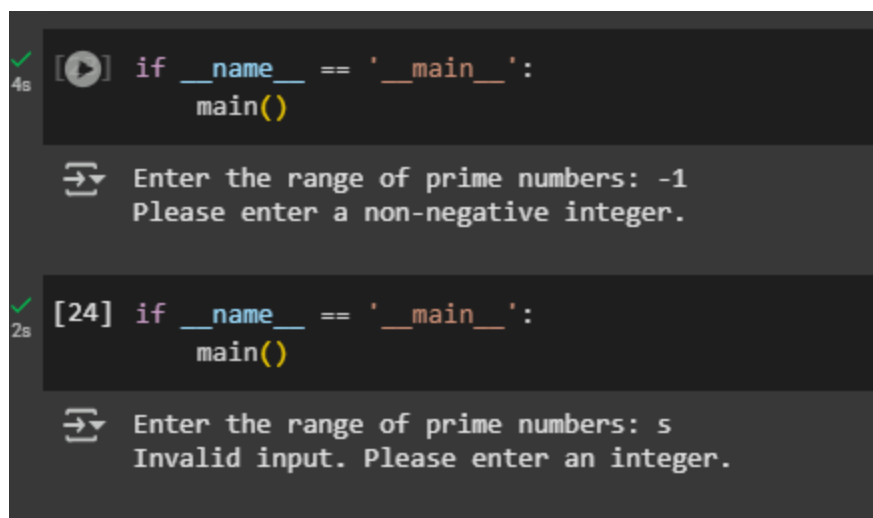 [ ] if __name__ == '__main__':
4s
main()
Enter the range of prime numbers: -1
Please enter a non-negative integer.
[24] if __name__ == '__main__':
2s
main()
Enter the range of prime numbers: s
Invalid input. Please enter an integer.